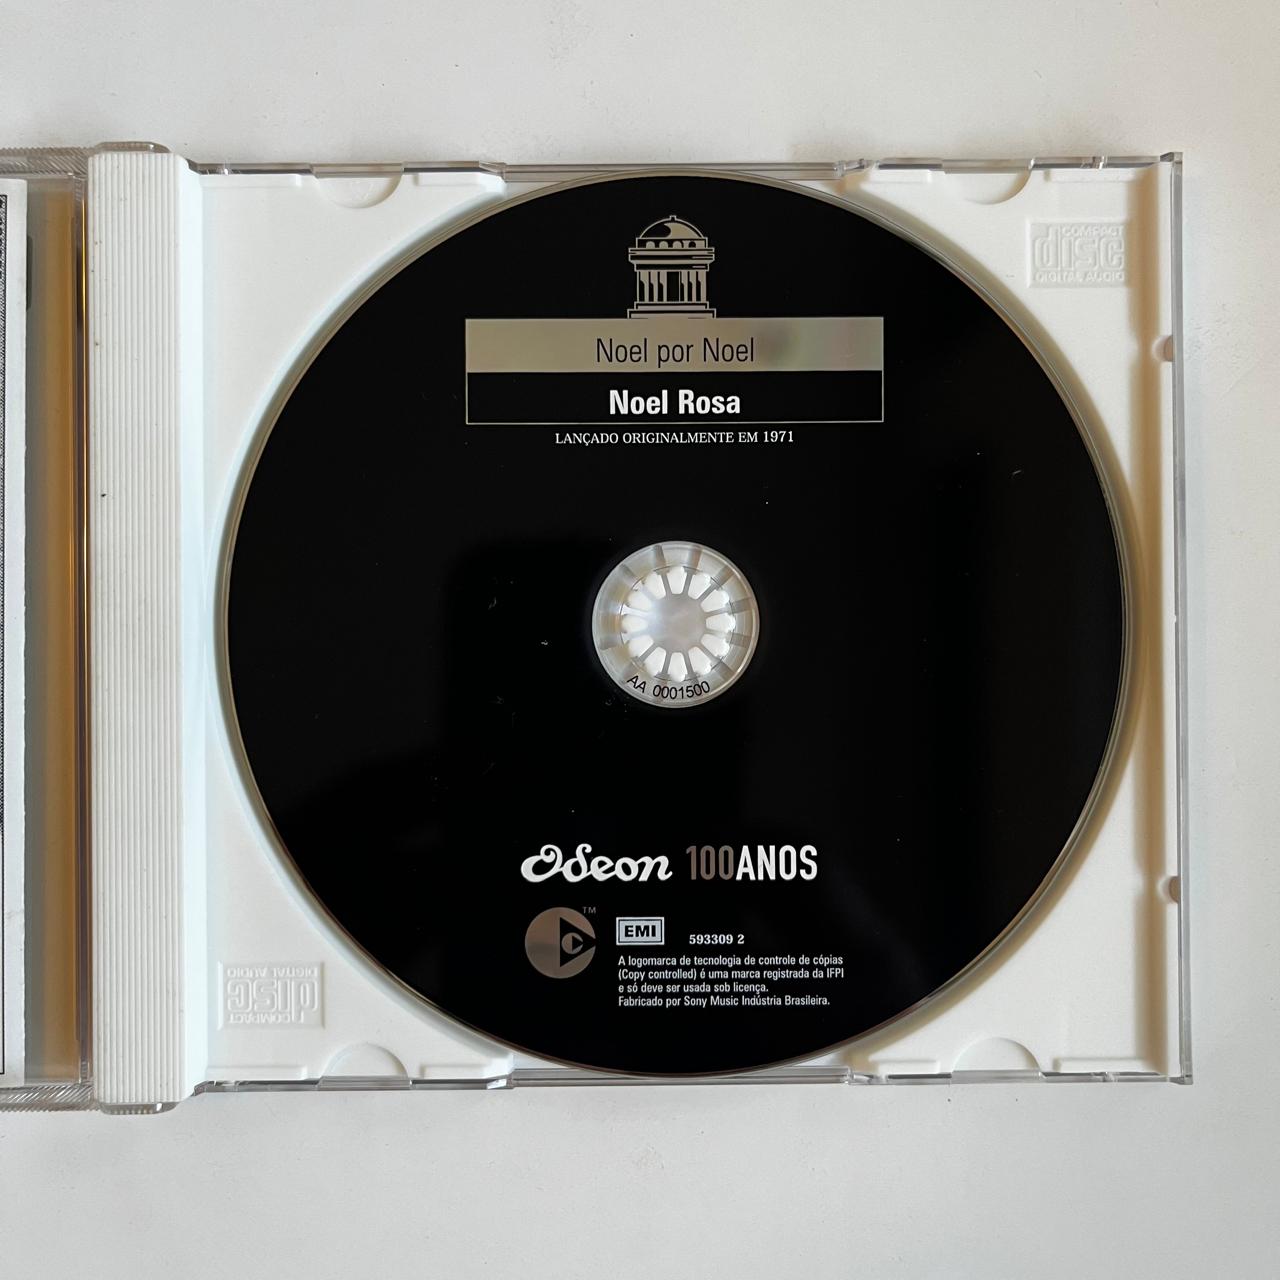 COMPACT
disc
DIGITAL AUDIO
Noel por Noel
Noel Rosa
LANÇADO ORIGINALMENTE EM 1971
AA 0001500
Odeon 100ANOS
TM
EMI
593309 2
A logomarca de tecnologia de controle de cópias
(Copy controlled) é uma marca registrada da IFPI
e só deve ser usada sob licença.
Fabricado por Sony Music Indústria Brasileira.
COMPACT
disc
DIGITAL AUDIO